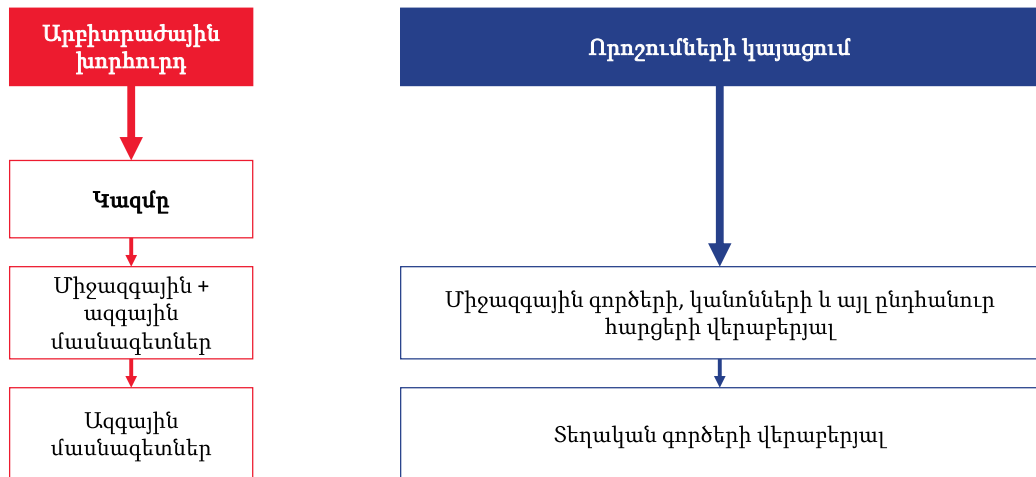 Արբիտրաժային
խորհուրդ
Որոշումների կայացում
Կազմը
Միջազգային +
ազգային
մասնագետներ
Միջազգային գործերի, կանոնների և այլ ընդհանուր
հարցերի վերաբերյալ
Ազգային
մասնագետներ
Տեղական գործերի վերաբերյալ